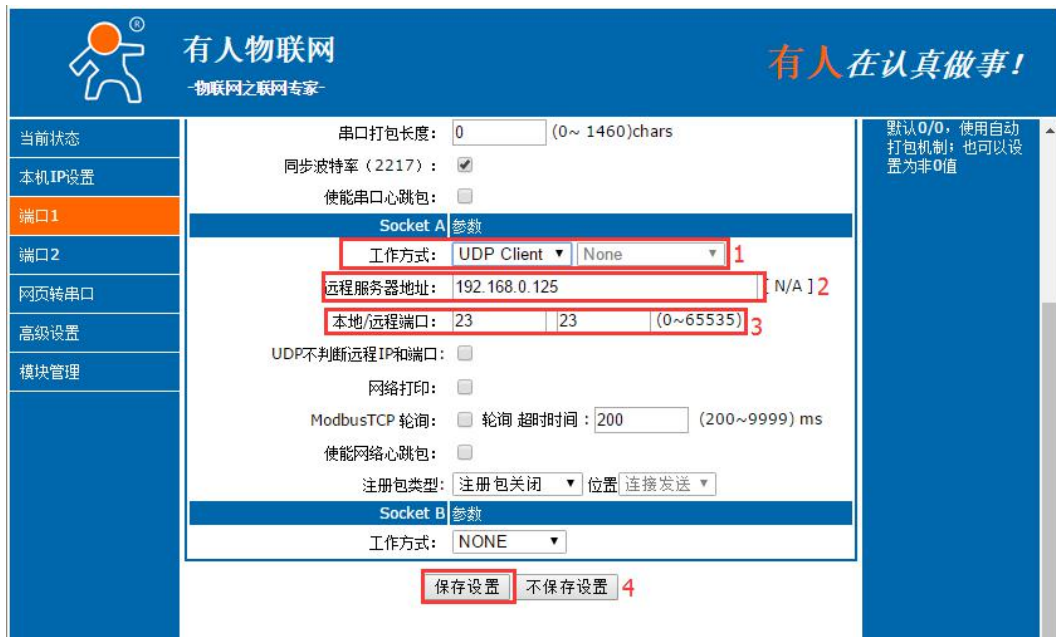 ®
有人物联网
-物联网之联网专家-
有人在认真做事!
当前状态
本机IP设置
端口1
端口2
网页转串口
高级设置
模块管理
串口打包长度: 0 (0~ 1460)chars
同步波特率(2217):
使能串口心跳包:
Socket A 参数
工作方式: UDP Client None 1
远程服务器地址: 192.168.0.125 [ N/A ] 2
本地/远程端口: 23 23 (0~65535) 3
UDP不判断远程IP和端口:
网络打印:
ModbusTCP 轮询: 轮询 超时时间 : 200 (200~9999) ms
使能网络心跳包:
注册包类型: 注册包关闭 位置 连接发送
Socket B 参数
工作方式: NONE
保存设置 不保存设置 4
默认0/0，使用自动
打包机制；也可以设
置为非0值